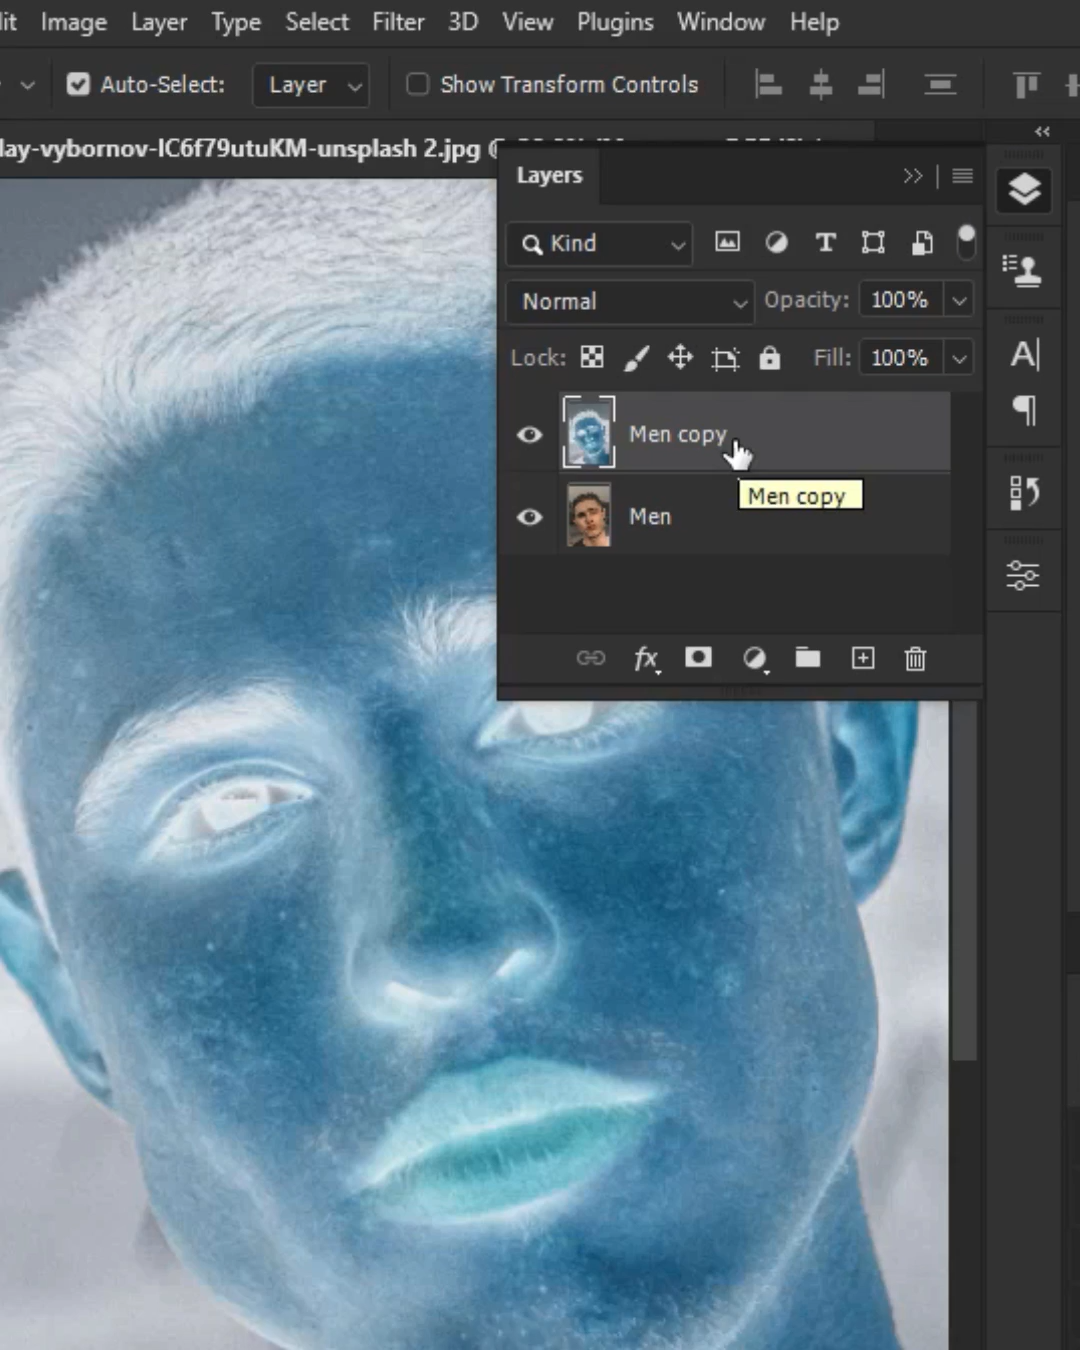 Image Layer Type Select Filter 3D View Plugins Window Help
Auto-Select: Layer Show Transform Controls
lay-vybornov-IC6f79utuKM-unsplash 2.jpg @
Layers
Kind
Normal Opacity: 100%
Lock: Fill: 100%
Men copy
Men copy
Men
fx